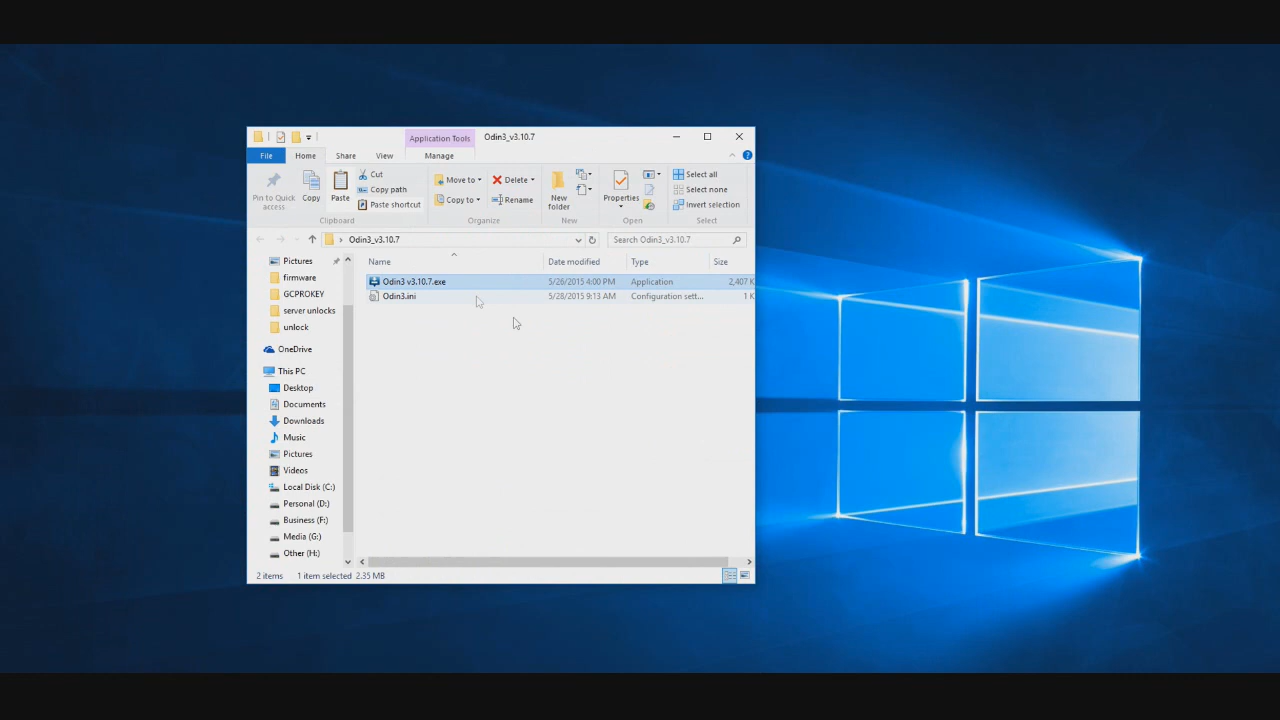 Application Tools
Odin3_v3.10.7
File
Home
Share
View
Manage
Pin to Quick access
Copy
Paste
Cut
Copy path
Paste shortcut
Clipboard
Move to
Copy to
Delete
Rename
Organize
New folder
New
Properties
Open
Select all
Select none
Invert selection
Select
Odin3_v3.10.7
Search Odin3_v3.10.7
Name
Date modified
Type
Size
Odin3 v3.10.7.exe
5/26/2015 4:00 PM
Application
2,407 K
Odin3.ini
5/28/2015 9:13 AM
Configuration sett...
1 K
Pictures
firmware
GCPROKEY
server unlocks
unlock
OneDrive
This PC
Desktop
Documents
Downloads
Music
Pictures
Videos
Local Disk (C:)
Personal (D:)
Business (F:)
Media (G:)
Other (H:)
2 items
1 item selected 2.35 MB